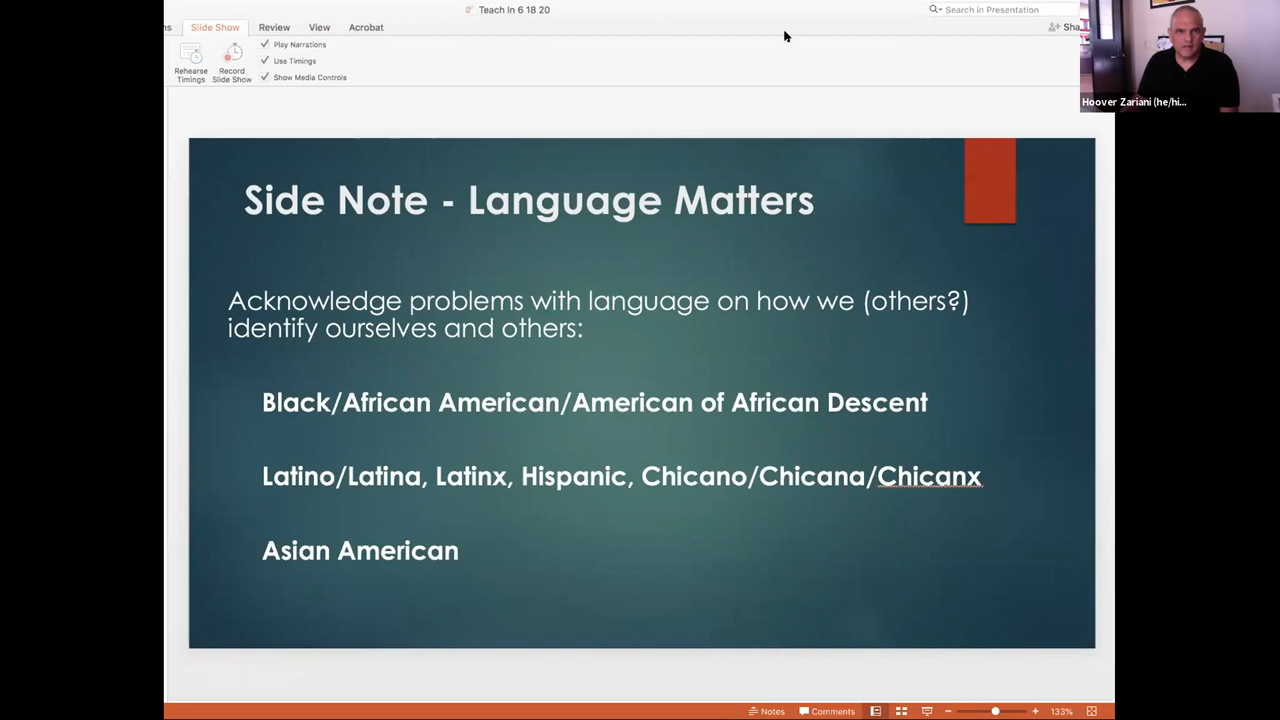 Teach In 6 18 20
Search in Presentation
ns Slide Show Review View Acrobat
Sha
Rehearse Timings
Record Slide Show
Play Narrations
Use Timings
Show Media Controls
Hoover Zariani (he/hi...
Side Note - Language Matters
Acknowledge problems with language on how we (others?)
identify ourselves and others:
Black/African American/American of African Descent
Latino/Latina, Latinx, Hispanic, Chicano/Chicana/Chicanx
Asian American
Notes Comments 133%